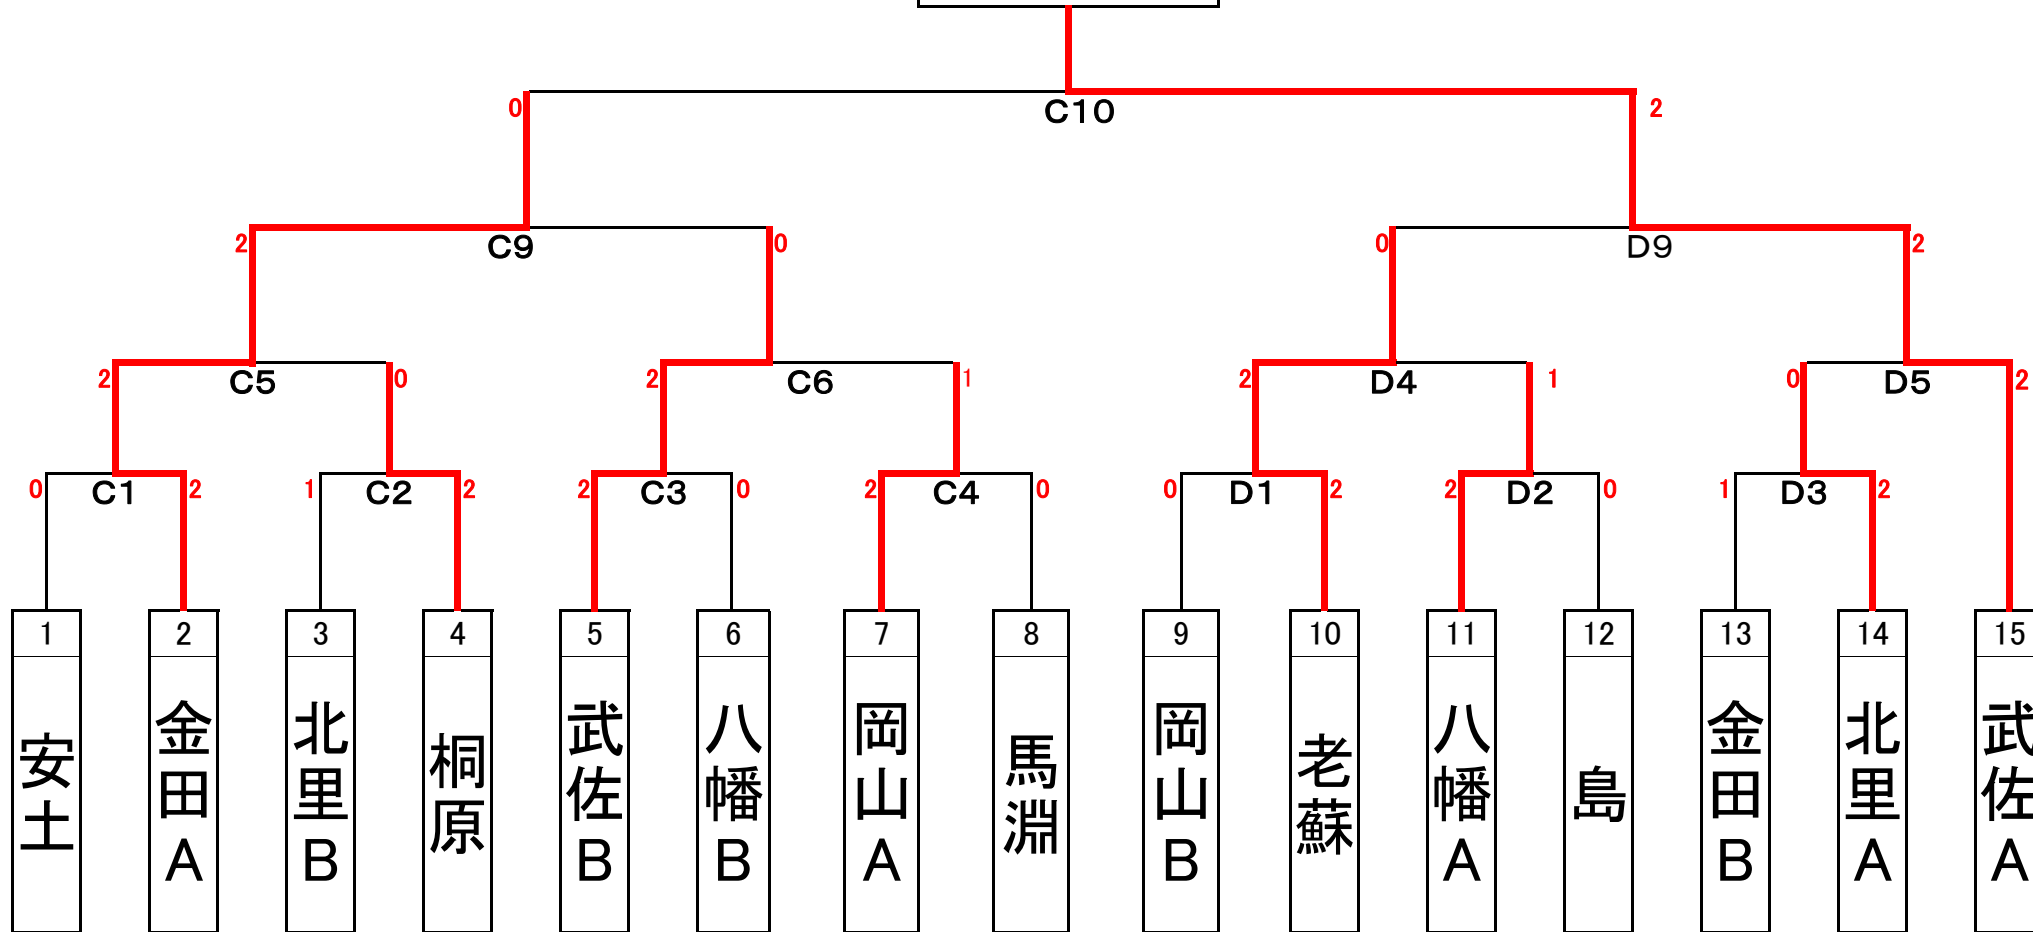 0 C10 2
2 C9 0 0 D9 2
2 C5 0 2 C6 1 2 D4 1 0 D5 2
0 C1 2 1 C2 2 2 C3 0 2 C4 0 0 D1 2 2 D2 0 1 D3 2
1 2 3 4 5 6 7 8 9 10 11 12 13 14 15
安土
金田A
北里B
桐原
武佐B
八幡B
岡山A
馬淵
岡山B
老蘇
八幡A
島
金田B
北里A
武佐A